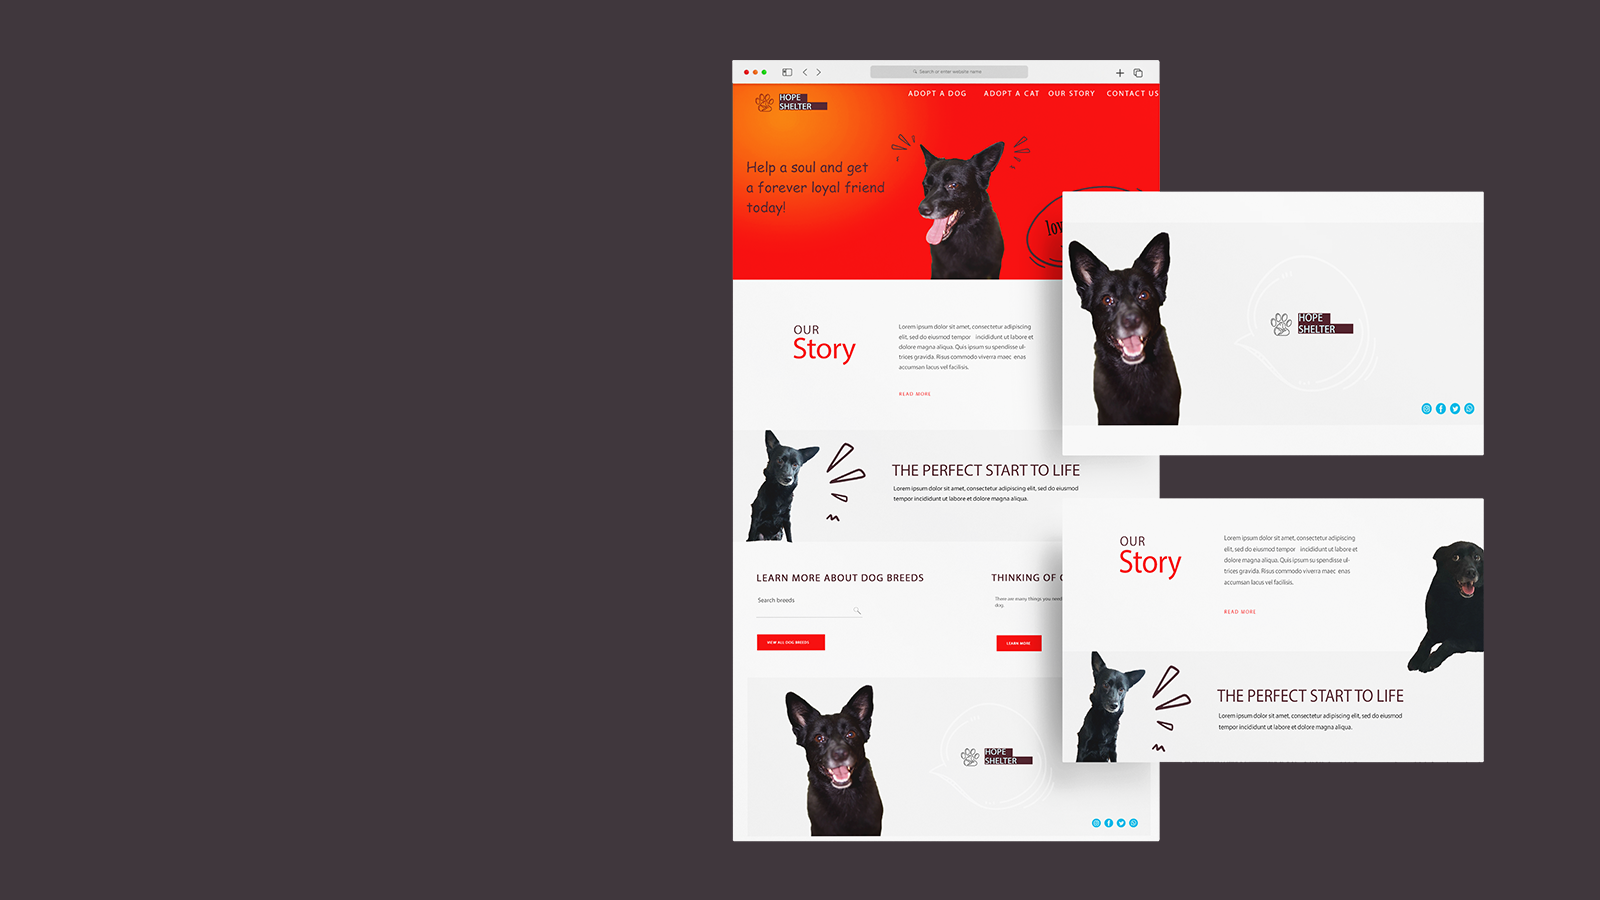 Search or enter website name
HOPE
SHELTER
ADOPT A DOG
ADOPT A CAT
OUR STORY
CONTACT US
Help a soul and get
a forever loyal friend
today!
OUR
Story
Lorem ipsum dolor sit amet, consectetur adipiscing
elit, sed do eiusmod tempor incididunt ut labore et
dolore magna aliqua. Quis ipsum su spendisse ul-
trices gravida. Risus commodo viverra maec enas
accumsan lacus vel facilisis.
READ MORE
THE PERFECT START TO LIFE
Lorem ipsum dolor sit amet, consectetur adipiscing elit, sed do eiusmod
tempor incididunt ut labore et dolore magna aliqua.
LEARN MORE ABOUT DOG BREEDS
Search breeds
VIEW ALL DOG BREEDS
THINKING OF
There are many things you need
dog.
LEARN MORE
HOPE
SHELTER
HOPE
SHELTER
OUR
Story
Lorem ipsum dolor sit amet, consectetur adipiscing
elit, sed do eiusmod tempor incididunt ut labore et
dolore magna aliqua. Quis ipsum su spendisse ul-
trices gravida. Risus commodo viverra maec enas
accumsan lacus vel facilisis.
READ MORE
THE PERFECT START TO LIFE
Lorem ipsum dolor sit amet, consectetur adipiscing elit, sed do eiusmod
tempor incididunt ut labore et dolore magna aliqua.